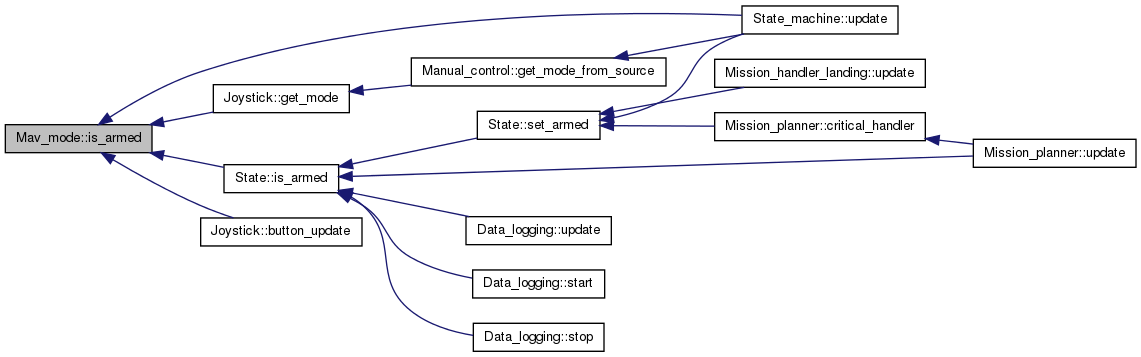 State_machine::update
Manual_control::get_mode_from_source
Mission_handler_landing::update
Joystick::get_mode
State::set_armed
Mission_planner::critical_handler
Mav_mode::is_armed
Mission_planner::update
State::is_armed
Joystick::button_update
Data_logging::update
Data_logging::start
Data_logging::stop